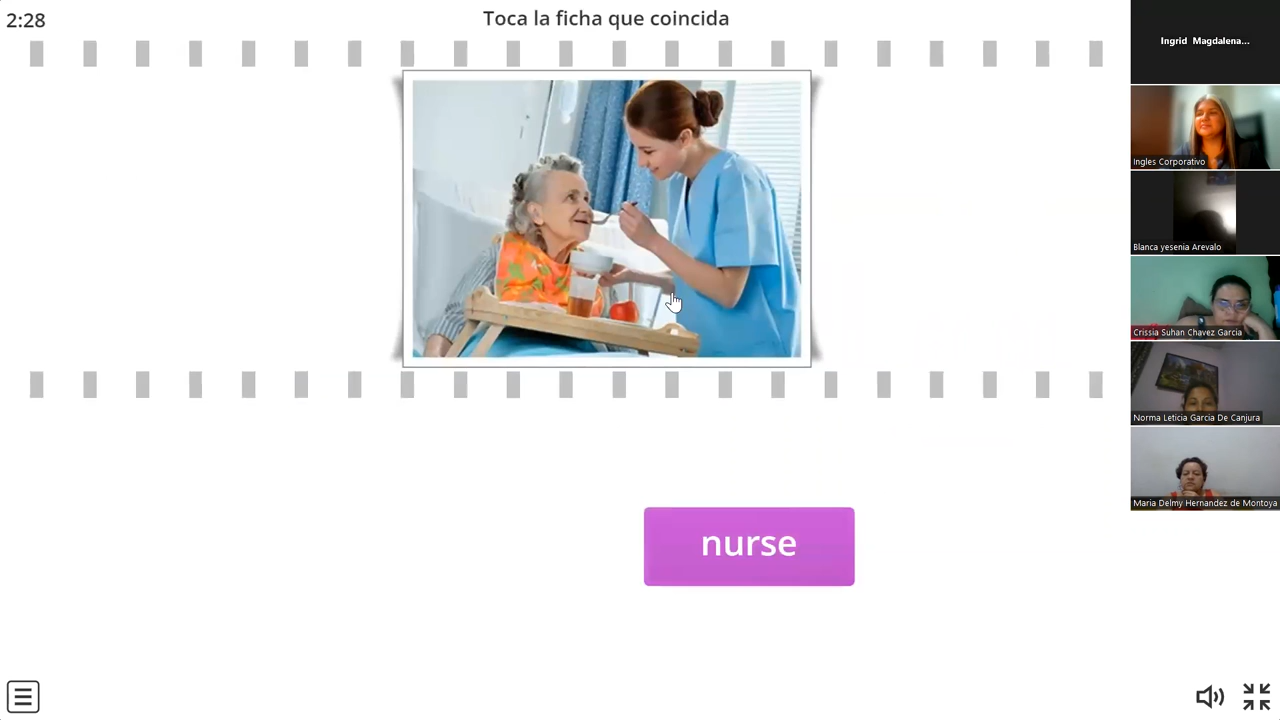 2:28
Toca la ficha que coincida
Ingrid Magdalena...
Ingles Corporativo
Blanca yesenia Arevalo
Crissia Suhan Chavez Garcia
Norma Leticia Garcia De Canjura
Maria Delmy Hernandez de Montoya
nurse